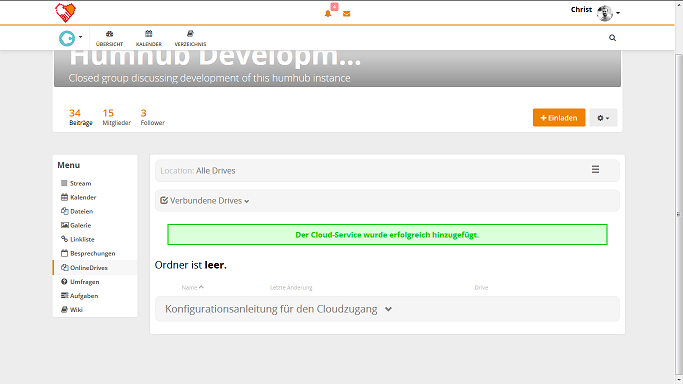 6
Christ
ÜBERSICHT KALENDER VERZEICHNIS
Humhub Developm...
Closed group discussing development of this humhub instance
34 15 3
Beiträge Mitglieder Follower
Einladen
Menu
Stream
Kalender
Dateien
Galerie
Linkliste
Besprechungen
OnlineDrives
Umfragen
Aufgaben
Wiki
Location: Alle Drives
Verbundene Drives
Der Cloud-Service wurde erfolgreich hinzugefügt.
Ordner ist leer.
Name Letzte Änderung Drive
Konfigurationsanleitung für den Cloudzugang